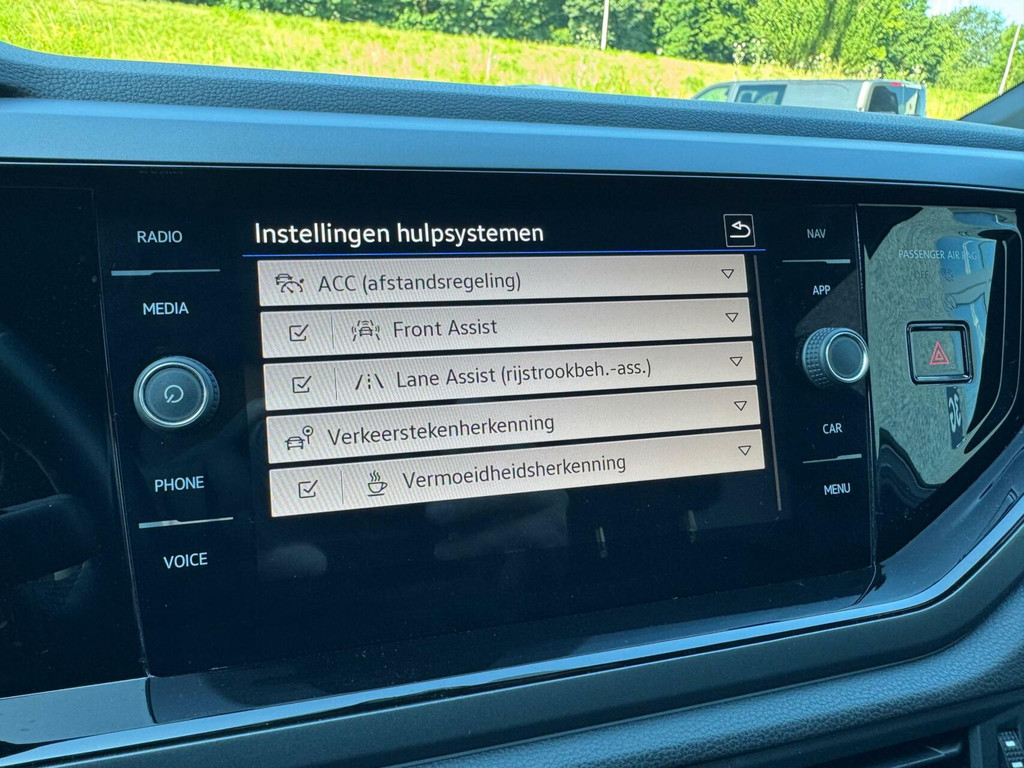 RADIO
MEDIA
PHONE
VOICE
Instellingen hulpsystemen
ACC (afstandsregeling)
Front Assist
Lane Assist (rijstrookbeh.-ass.)
Verkeerstekenherkenning
Vermoeidheidsherkenning
NAV
APP
CAR
MENU
PASSENGER AIR BAG